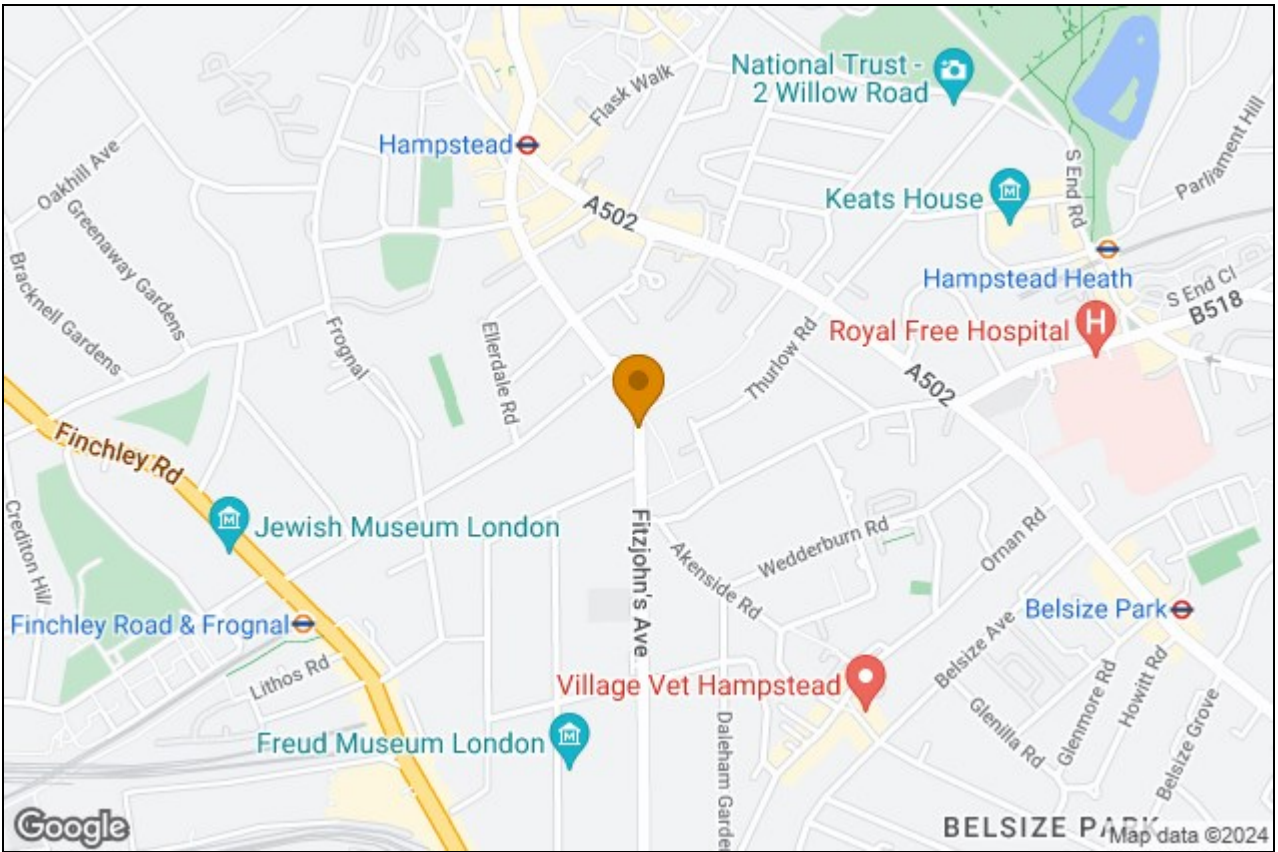 National Trust -
2 Willow Road
Flask Walk
Hampstead
Parliament Hill
Oakhill Ave
S End Rd
Keats House
A502
Greenaway Gardens
Bracknell Gardens
Hampstead Heath
S End Cl
B518
Royal Free Hospital
H
Frognal
Ellerdale Rd
Thurlow Rd
A502
Finchley Rd
Crediton Hill
Jewish Museum London
Fitzjohn's Ave
Akenside Rd
Wedderburn Rd
Ornan Rd
Belsize Park
Finchley Road & Frognal
Lithos Rd
Village Vet Hampstead
Belsize Ave
Glenilla Rd
Glenmore Rd
Howitt Rd
Belsize Grove
Freud Museum London
Daleham Garde
Google
BELSIZE PARK
Map data ©2024